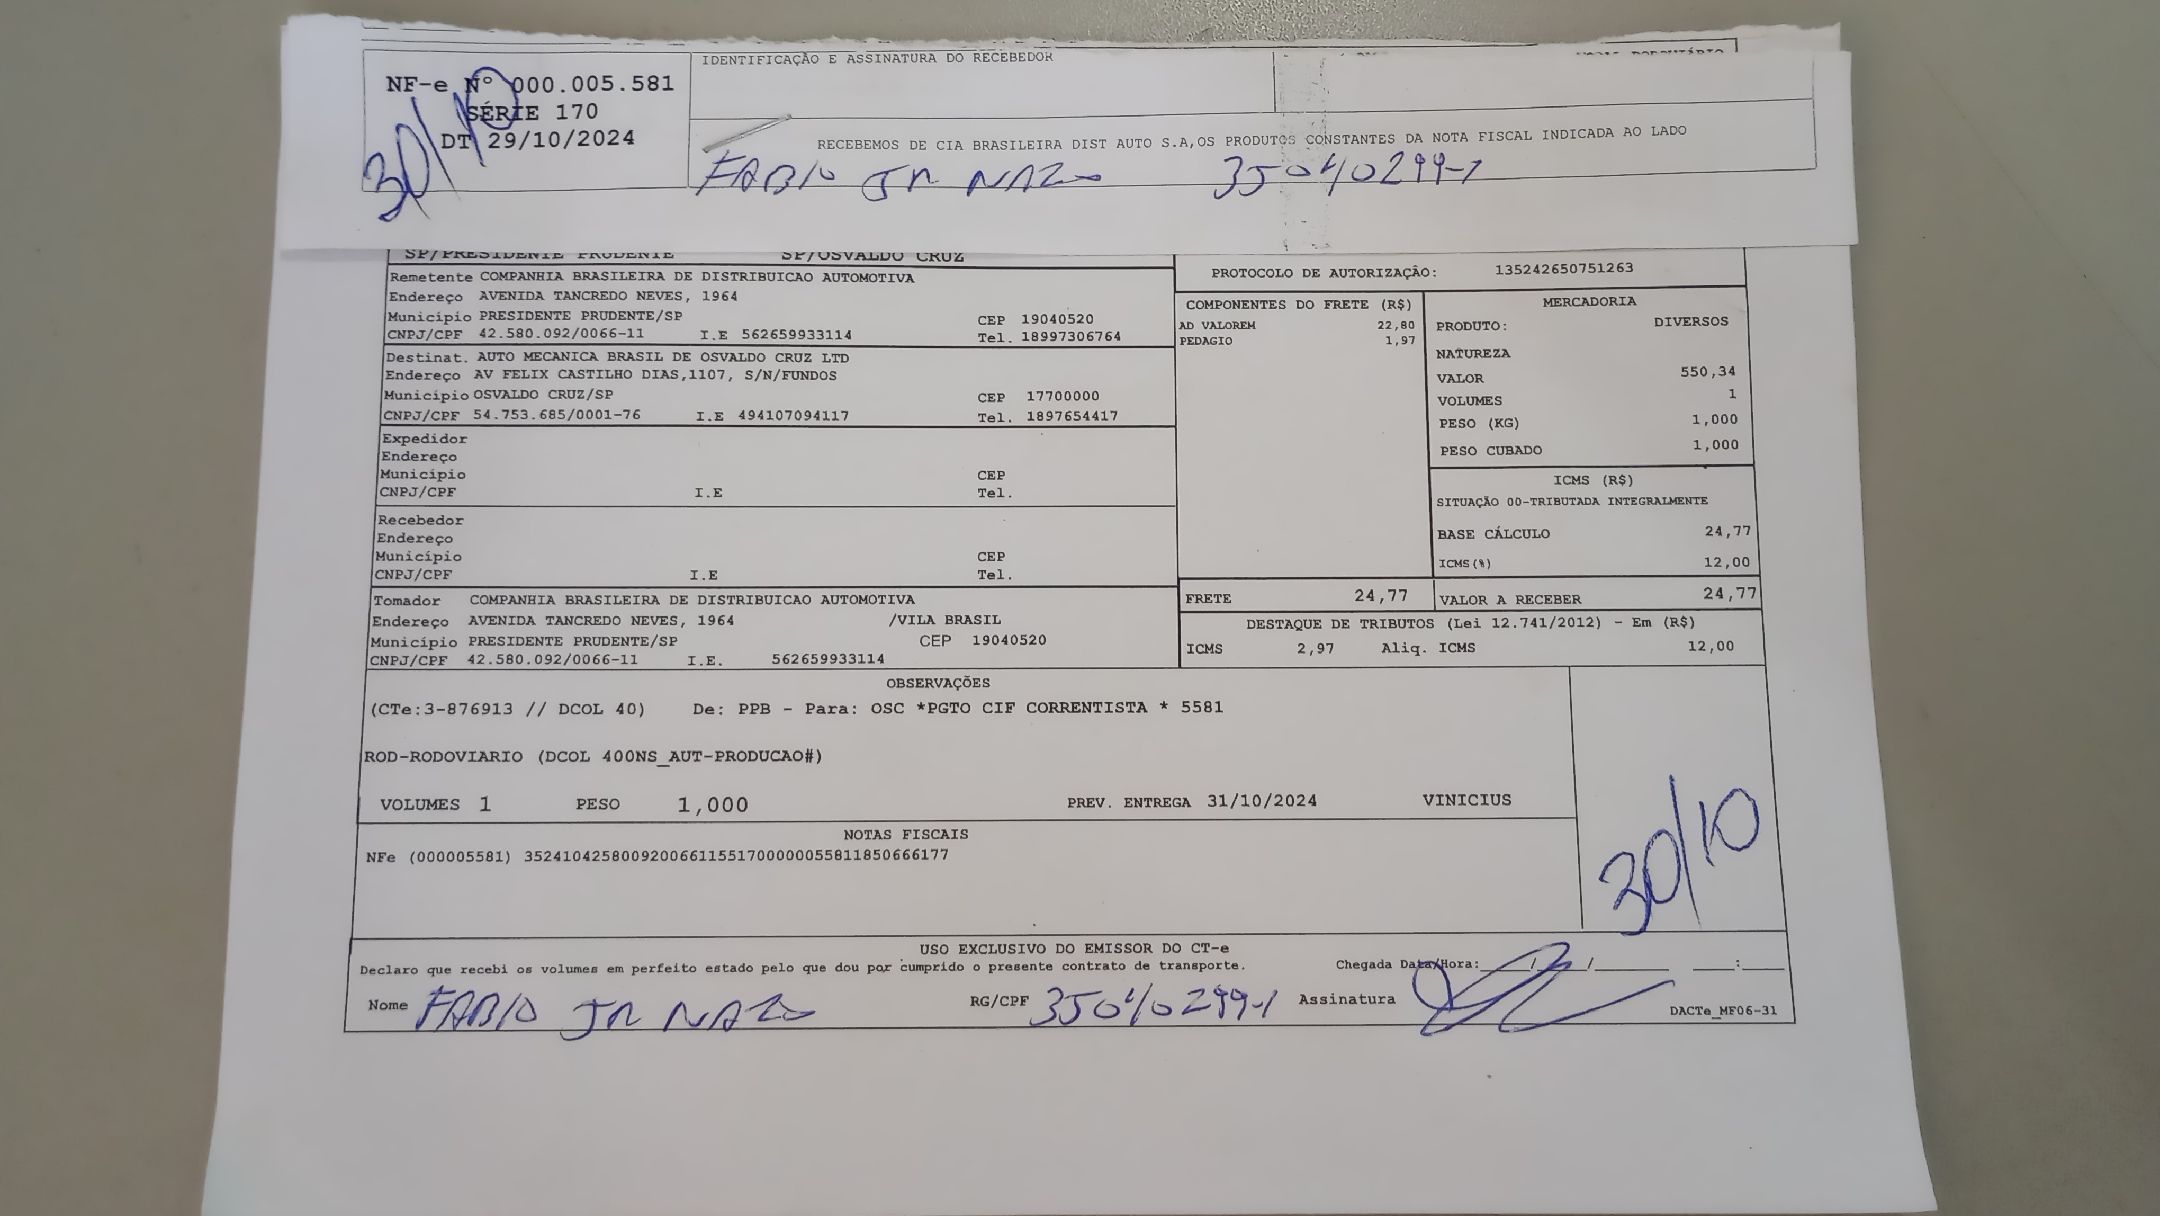 IDENTIFICAÇÃO E ASSINATURA DO RECEBEDOR
NF-e Nº 000.005.581
SÉRIE 170
DT 29/10/2024
30/10
RECEBEMOS DE CIA BRASILEIRA DIST AUTO S.A,OS PRODUTOS CONSTANTES DA NOTA FISCAL INDICADA AO LADO
FABIO JR NAZO 35040299-1
SP/PRESIDENTE PRUDENTE SP/OSVALDO CRUZ
Remetente COMPANHIA BRASILEIRA DE DISTRIBUICAO AUTOMOTIVA
Endereço AVENIDA TANCREDO NEVES, 1964
Município PRESIDENTE PRUDENTE/SP CEP 19040520
CNPJ/CPF 42.580.092/0066-11 I.E 562659933114 Tel. 18997306764
Destinat. AUTO MECANICA BRASIL DE OSVALDO CRUZ LTD
Endereço AV FELIX CASTILHO DIAS,1107, S/N/FUNDOS
Município OSVALDO CRUZ/SP CEP 17700000
CNPJ/CPF 54.753.685/0001-76 I.E 494107094117 Tel. 1897654417
Expedidor
Endereço
Município CEP
CNPJ/CPF I.E Tel.
Recebedor
Endereço
Município CEP
CNPJ/CPF I.E Tel.
Tomador COMPANHIA BRASILEIRA DE DISTRIBUICAO AUTOMOTIVA
Endereço AVENIDA TANCREDO NEVES, 1964 /VILA BRASIL
Município PRESIDENTE PRUDENTE/SP CEP 19040520
CNPJ/CPF 42.580.092/0066-11 I.E. 562659933114
PROTOCOLO DE AUTORIZAÇÃO: 135242650751263
COMPONENTES DO FRETE (R$)
AD VALOREM 22,80
PEDAGIO 1,97
MERCADORIA
PRODUTO: DIVERSOS
NATUREZA
VALOR 550,34
VOLUMES 1
PESO (KG) 1,000
PESO CUBADO 1,000
ICMS (R$)
SITUAÇÃO 00-TRIBUTADA INTEGRALMENTE
BASE CÁLCULO 24,77
ICMS(%) 12,00
FRETE 24,77 VALOR A RECEBER 24,77
DESTAQUE DE TRIBUTOS (Lei 12.741/2012) - Em (R$)
ICMS 2,97 Aliq. ICMS 12,00
OBSERVAÇÕES
(CTe:3-876913 // DCOL 40) De: PPB - Para: OSC *PGTO CIF CORRENTISTA * 5581
ROD-RODOVIARIO (DCOL 400NS_AUT-PRODUCAO#)
VOLUMES 1 PESO 1,000 PREV. ENTREGA 31/10/2024 VINICIUS
NOTAS FISCAIS
NFe (000005581) 35241042580092006611551700000055811850666177
30/10
USO EXCLUSIVO DO EMISSOR DO CT-e
Declaro que recebi os volumes em perfeito estado pelo que dou por cumprido o presente contrato de transporte. Chegada Data/Hora:____/____/____ ___:___
Nome FABIO JR NAZO RG/CPF 35040299-1 Assinatura
DACTe_MF06-31